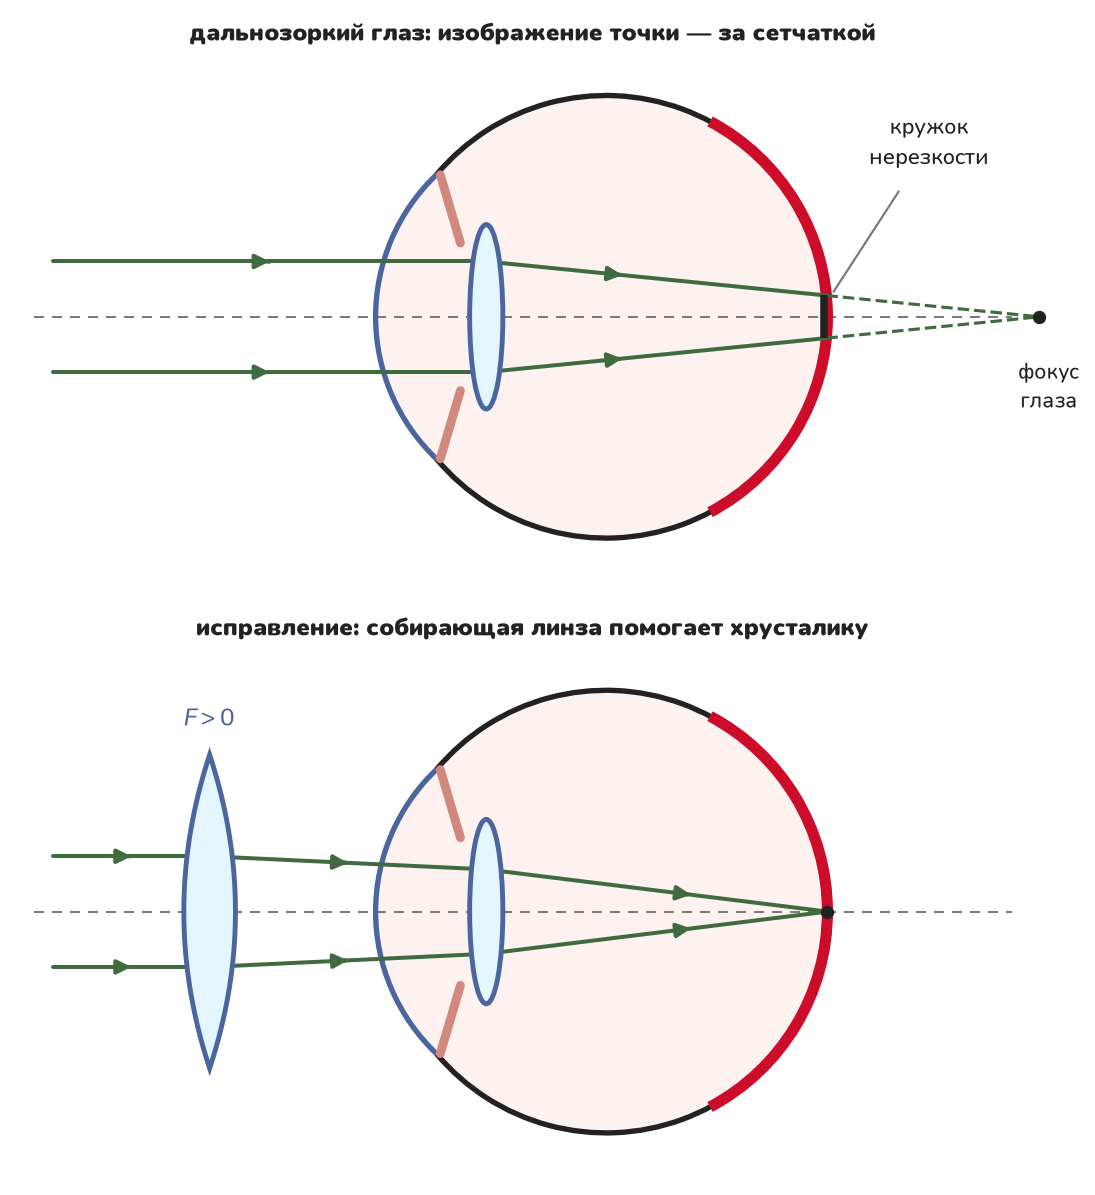 дальнозоркий глаз: изображение точки — за сетчаткой
кружок
нерезкости
фокус
глаза
исправление: собирающая линза помогает хрусталику
F > 0